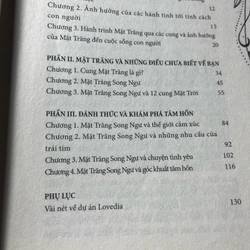 Chương 2. Ảnh hưởng của các hành tinh tới tính cách
con người 12
Chương 3. Hành trình Mặt Trăng qua các cung và ảnh hưởng
của Mặt Trăng đến cuộc sống con người 20
PHẦN II. MẶT TRĂNG VÀ NHỮNG ĐIỀU CHƯA BIẾT VỀ BẠN
Chương 1. Cung Mặt Trăng là gì? 34
Chương 2. Mặt Trăng Song Ngư 45
Chương 3. Mặt Trăng Song Ngư và 12 cung Mặt Trời 55
PHẦN III. ĐÁNH THỨC VÀ KHÁM PHÁ TÂM HỒN
Chương 1. Mặt Trăng Song Ngư và thế giới cảm xúc 84
Chương 2. Mặt Trăng Song Ngư và những nhu cầu của
trái tim 92
Chương 3. Mặt Trăng Song Ngư và chuyện tình yêu 102
Chương 4. Mặt Trăng Song Ngư và góc khuất tâm hồn 116
PHỤ LỤC
Vài nét về dự án Lovedia 130